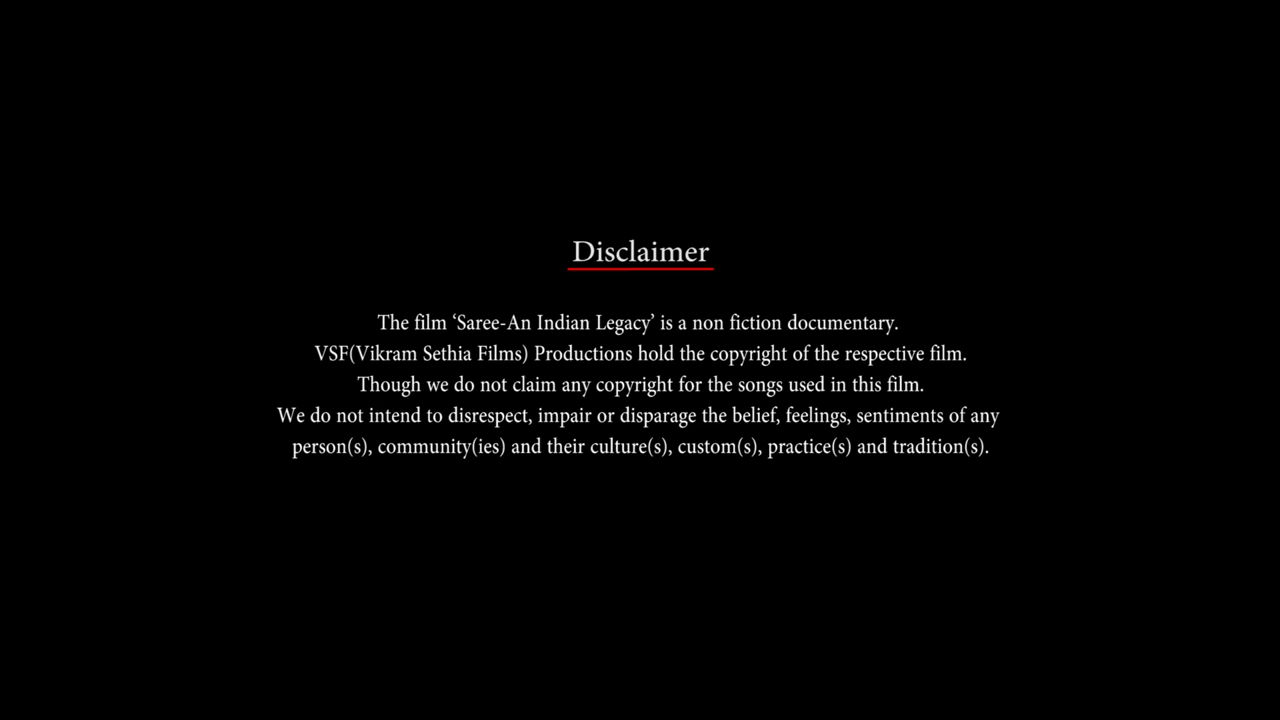 Disclaimer
The film ‘Saree-An Indian Legacy’ is a non fiction documentary.
VSF(Vikram Sethia Films) Productions hold the copyright of the respective film.
Though we do not claim any copyright for the songs used in this film.
We do not intend to disrespect, impair or disparage the belief, feelings, sentiments of any
person(s), community(ies) and their culture(s), custom(s), practice(s) and tradition(s).